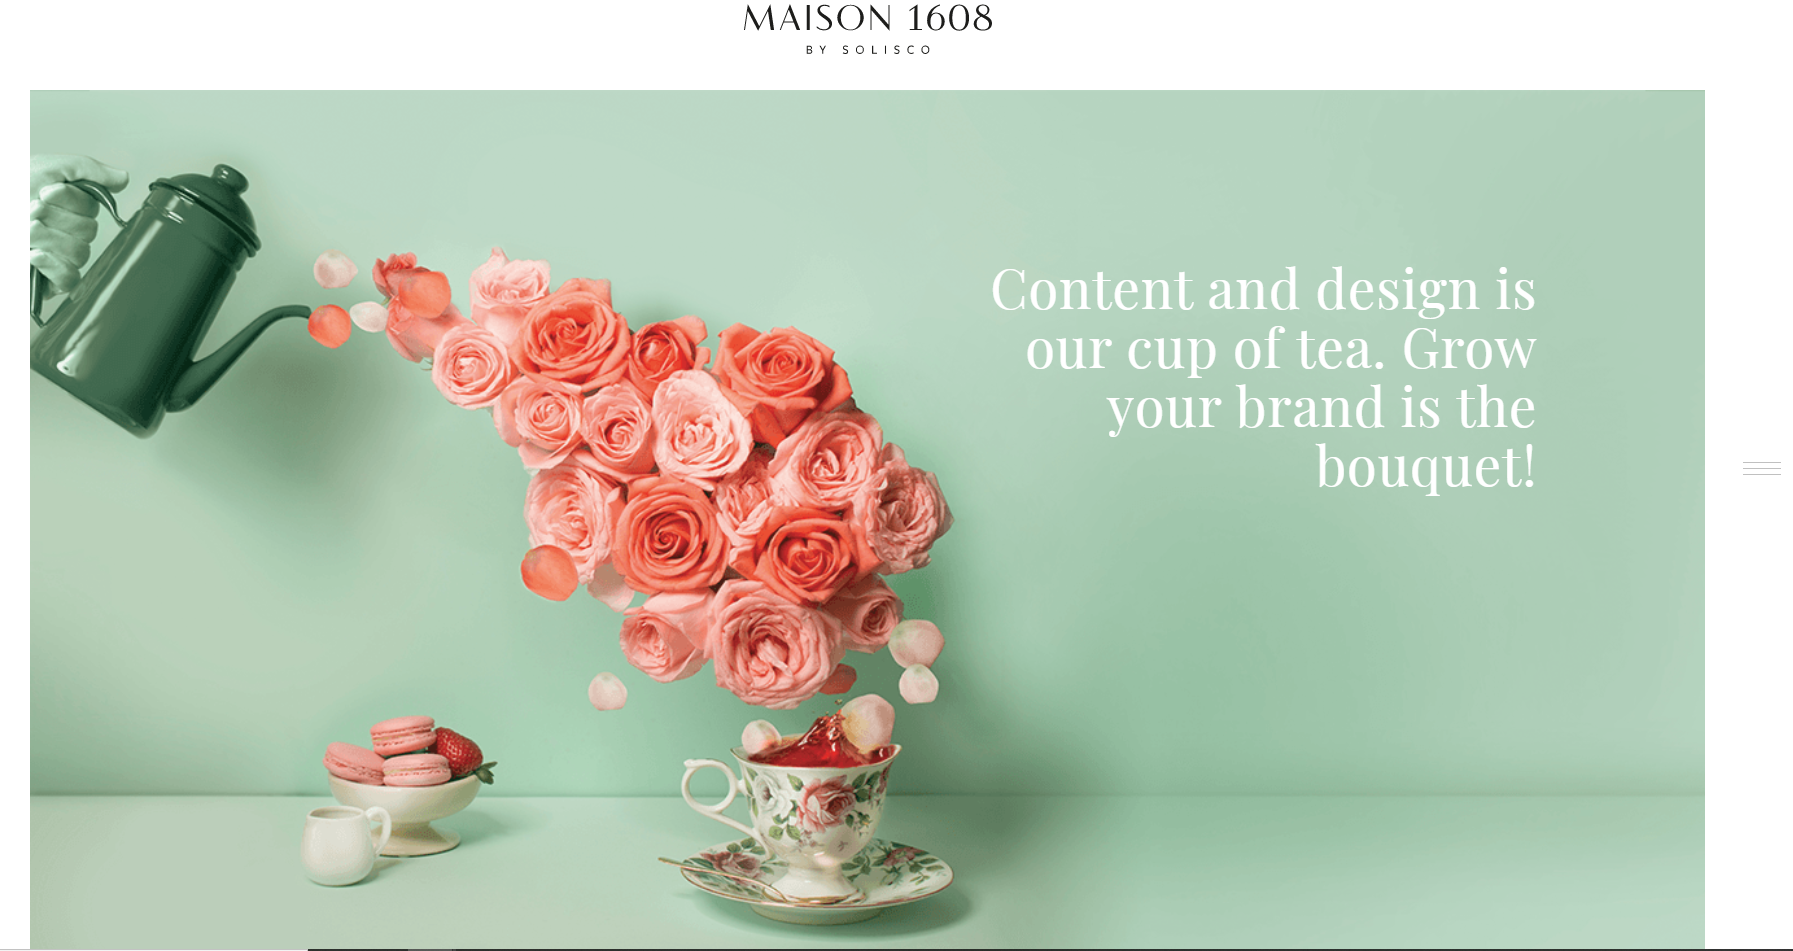 MAISON 1608
BY SOLISCO
Content and design is
our cup of tea. Grow
your brand is the
bouquet!